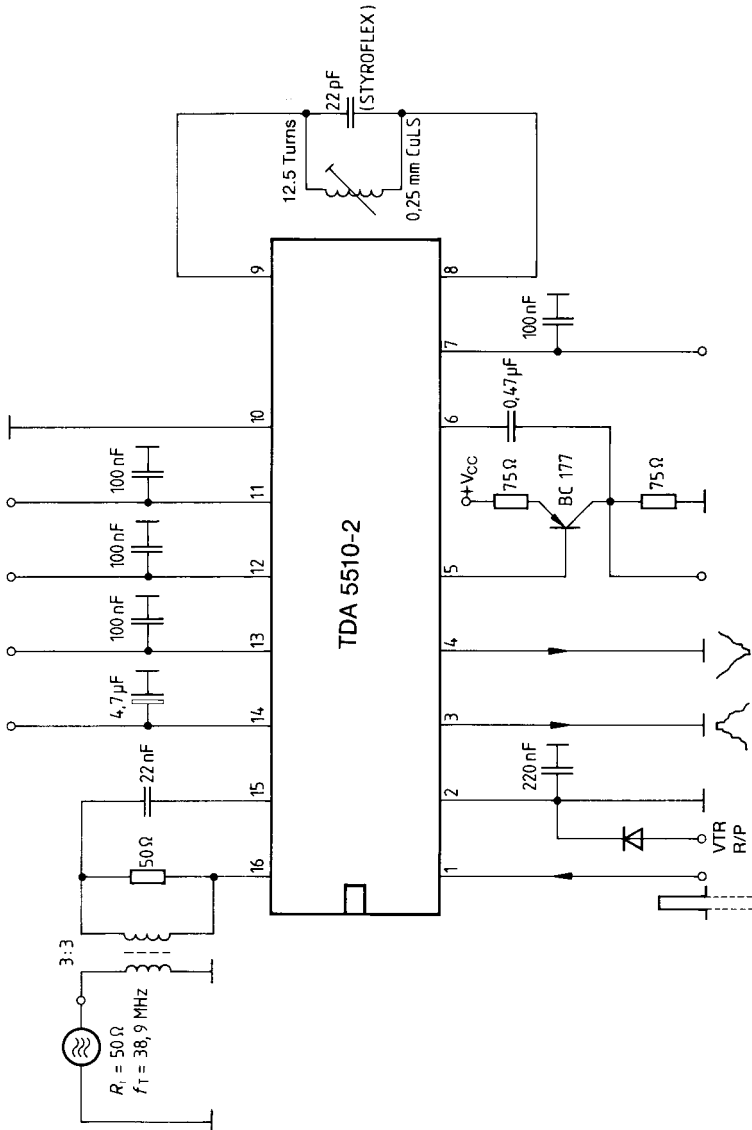 3:3
R_i = 50 Ω
f_T = 38,9 MHz
50 Ω
22 nF
4,7 µF
100 nF
100 nF
100 nF
16
15
14
13
12
11
10
9
TDA 5510-2
1
2
3
4
5
6
7
8
12.5 Turns
22 pF
(STYROFLEX)
0,25 mm CuLS
VTR
R/P
220 nF
+VCC
75 Ω
BC 177
75 Ω
0,47 µF
100 nF